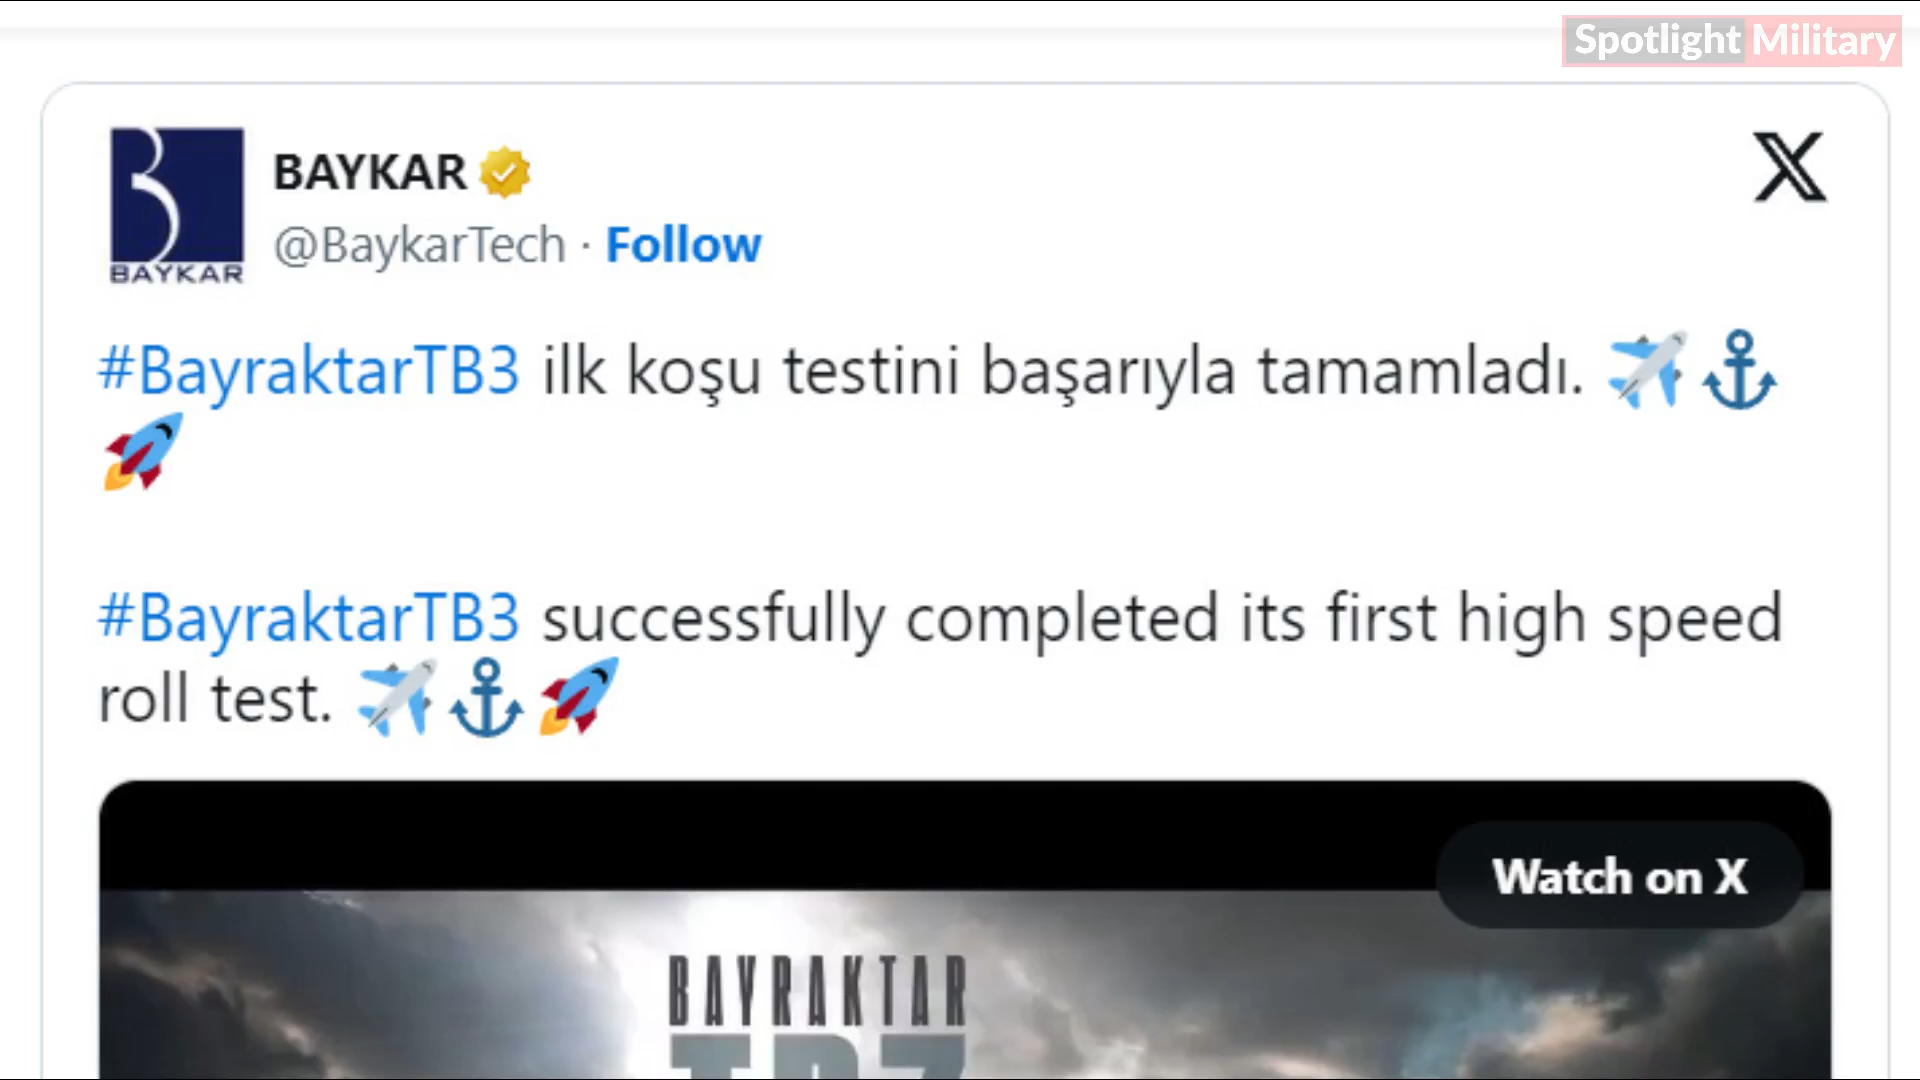 Spotlight Military
BAYKAR
@BaykarTech · Follow
BAYKAR
#BayraktarTB3 ilk koşu testini başarıyla tamamladı. ✈️⚓
🚀
#BayraktarTB3 successfully completed its first high speed
roll test. ✈️⚓🚀
Watch on X
BAYRAKTAR
TB3